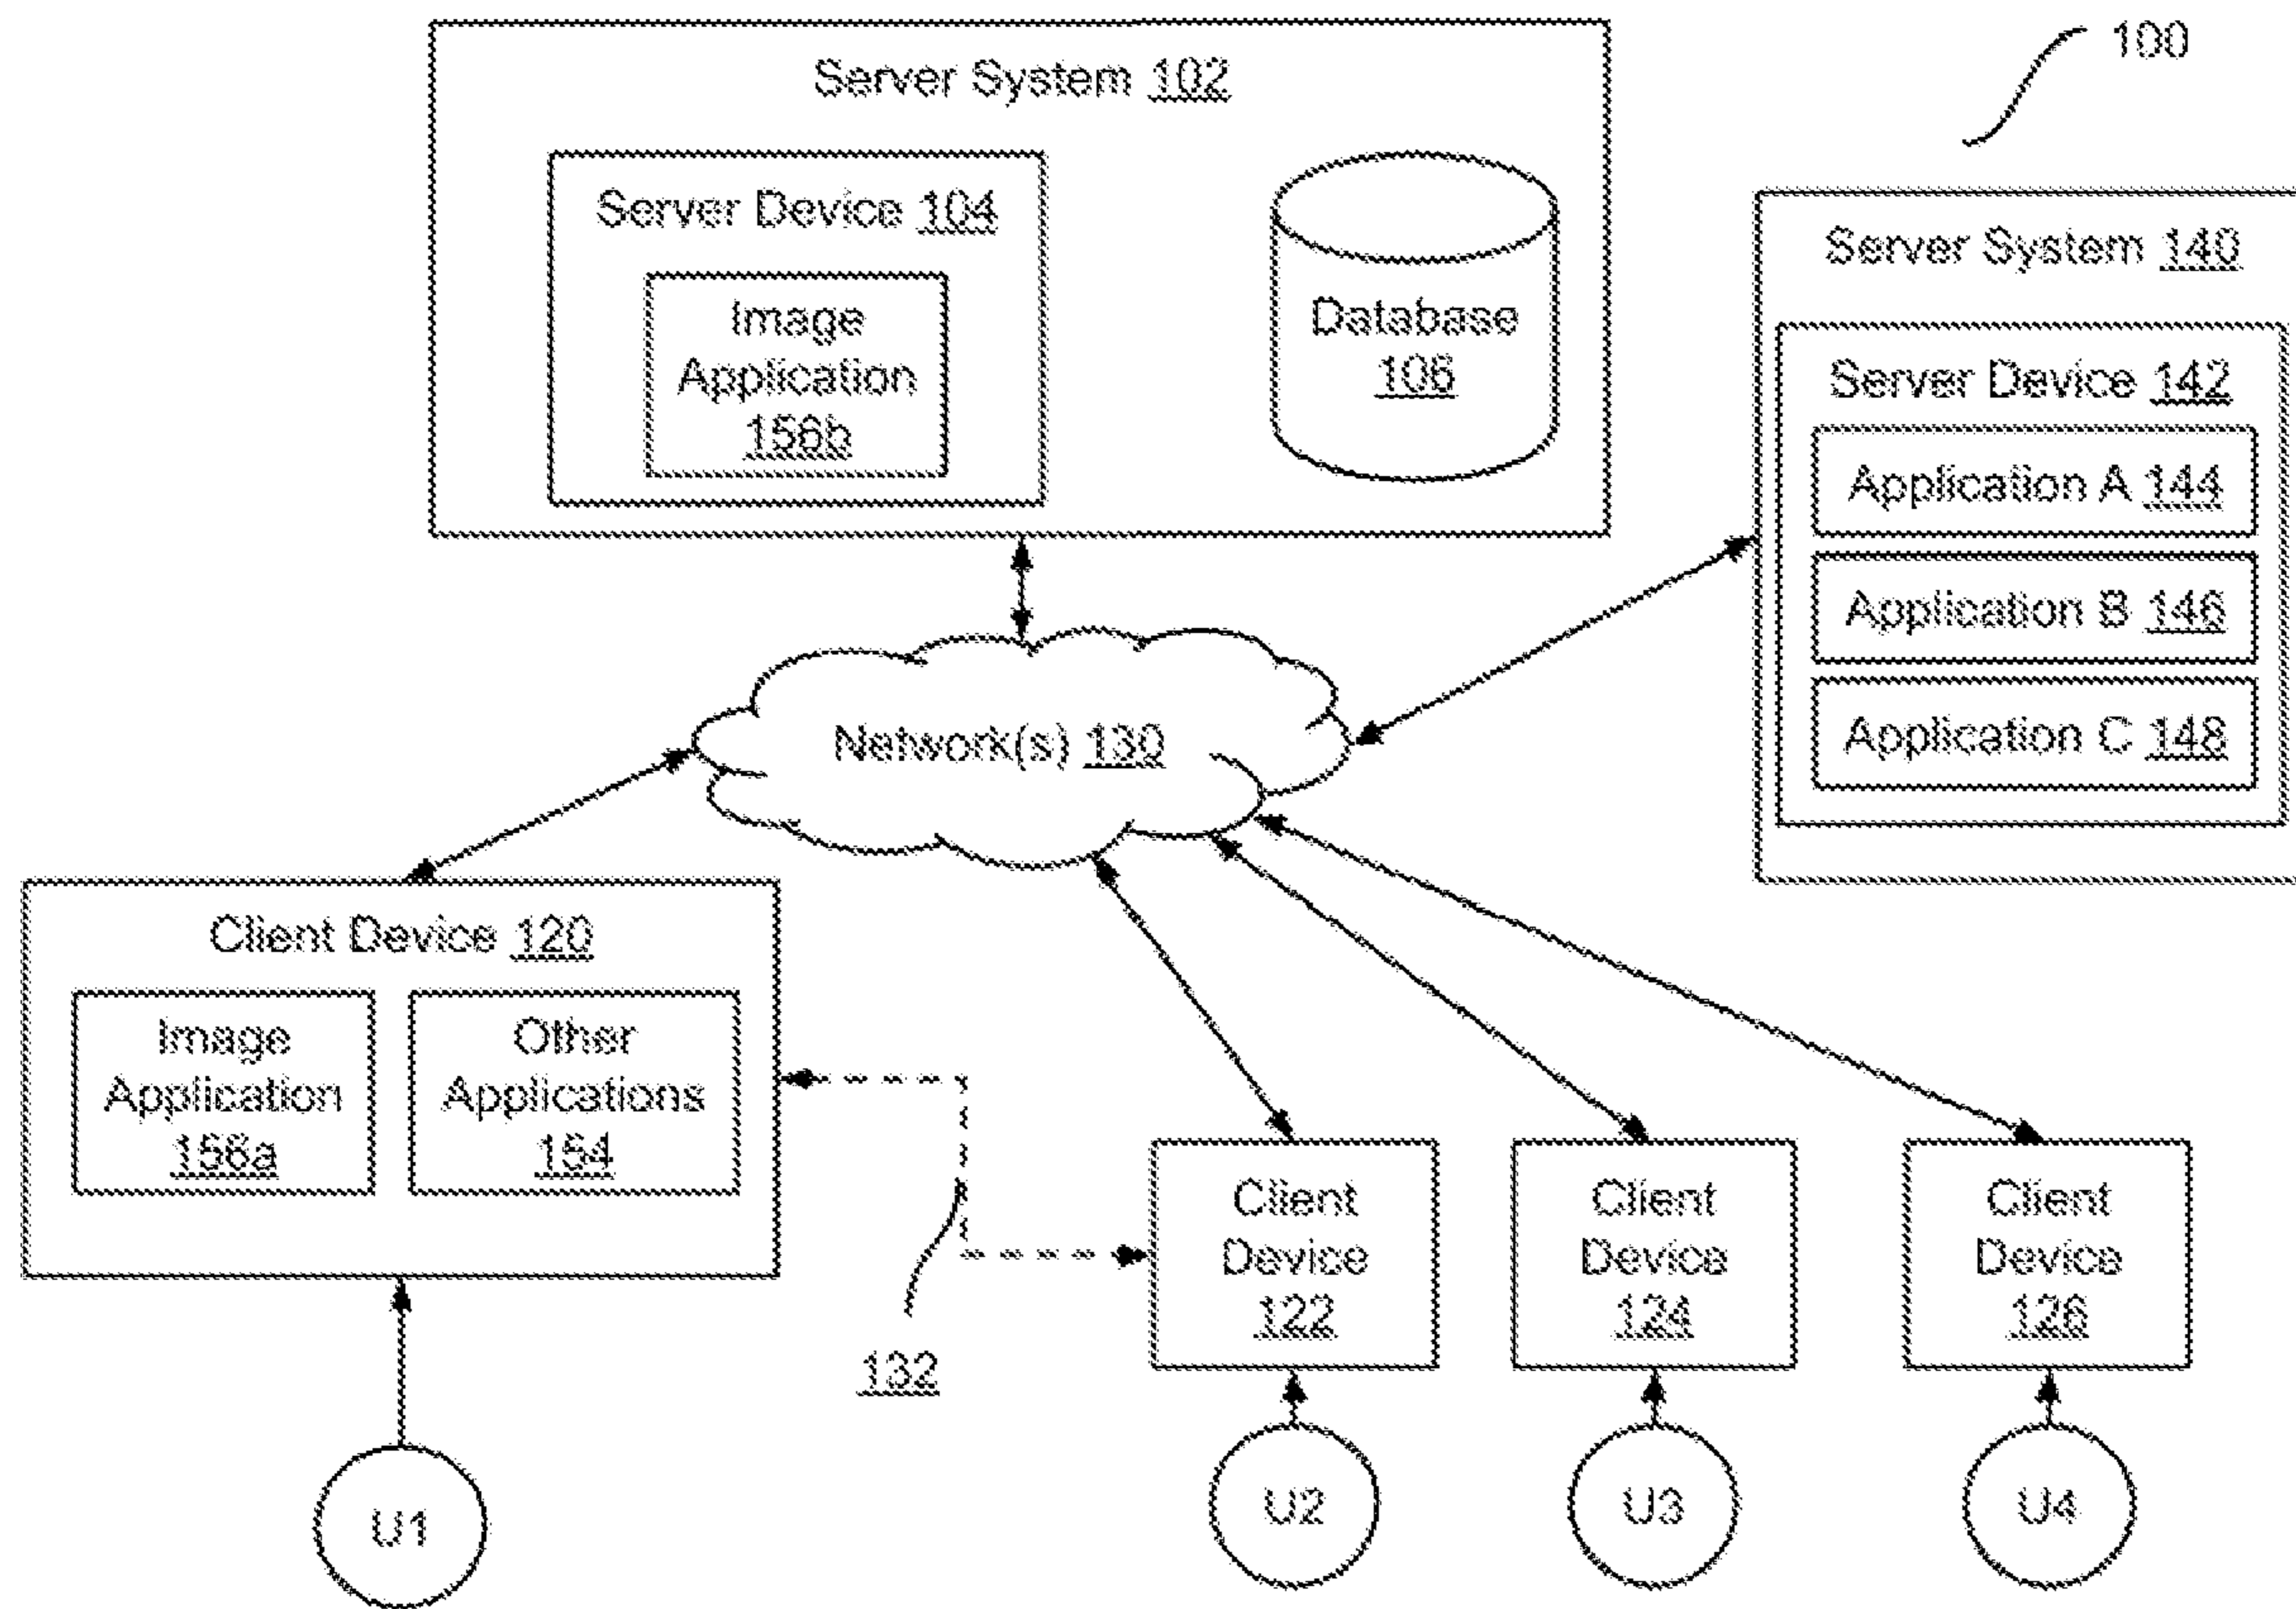 100
Server System 102
Server Device 104
Image
Application
156b
Database
106
Server System 140
Server Device 142
Application A 144
Application B 146
Application C 148
Network(s) 130
Client Device 120
Image
Application
156a
Other
Applications
154
132
Client
Device
122
Client
Device
124
Client
Device
126
U1
U2
U3
U4